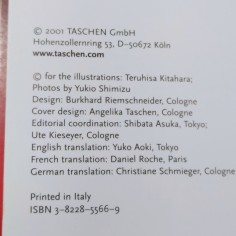 © 2001 TASCHEN GmbH
Hohenzollernring 53, D–50672 Köln
www.taschen.com
© for the illustrations: Teruhisa Kitahara;
Photos by Yukio Shimizu
Design: Burkhard Riemschneider, Cologne
Cover design: Angelika Taschen, Cologne
Editorial coordination: Shibata Asuka, Tokyo;
Ute Kieseyer, Cologne
English translation: Yuko Aoki, Tokyo
French translation: Daniel Roche, Paris
German translation: Christiane Schmieger, Cologne
Printed in Italy
ISBN 3–8228–5566–9